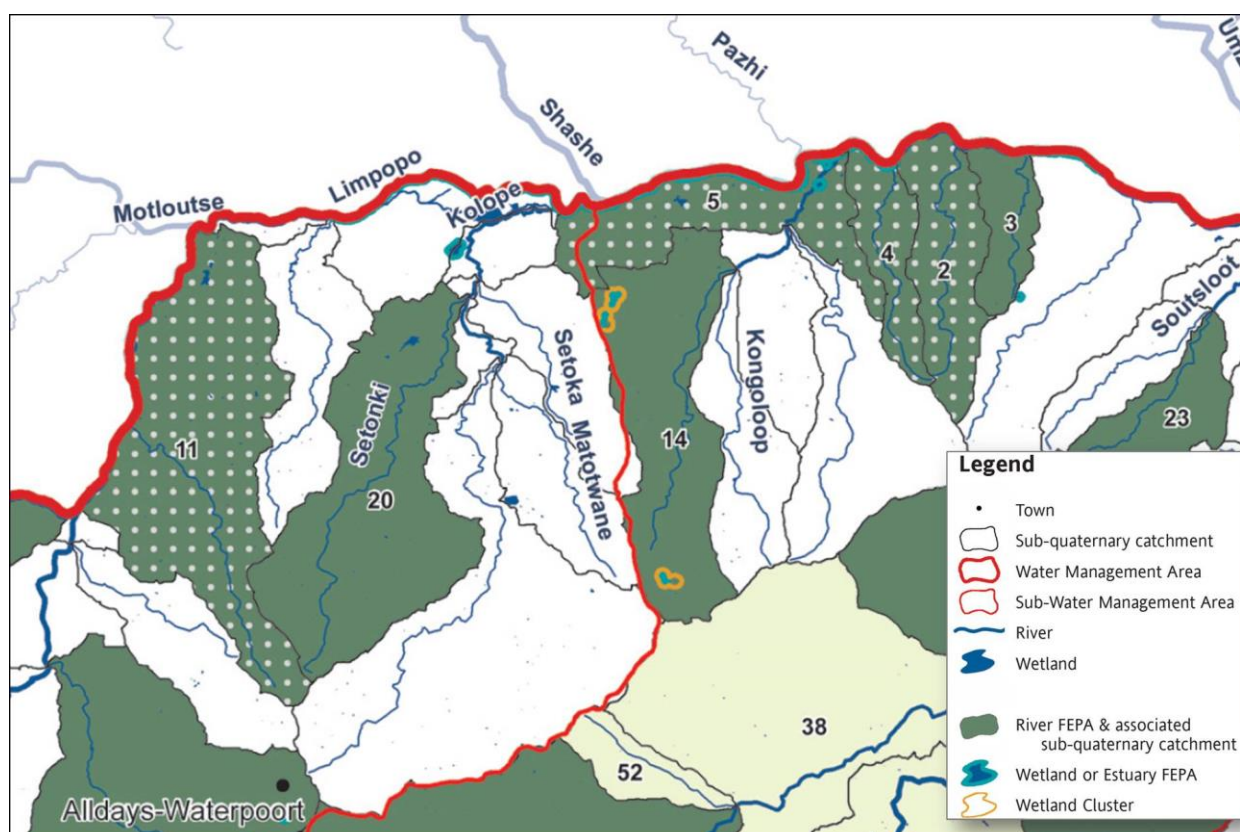 Pazhi
Umz
Shashe
Limpopo
Motloutse
Kolope
5
3
4
2
Soutsloot
Setoka
Matotwane
Kongoloop
Setonki
11
20
14
23
38
52
Alldays-Waterpoort
Legend
Town
Sub-quaternary catchment
Water Management Area
Sub-Water Management Area
River
Wetland
River FEPA & associated
sub-quaternary catchment
Wetland or Estuary FEPA
Wetland Cluster